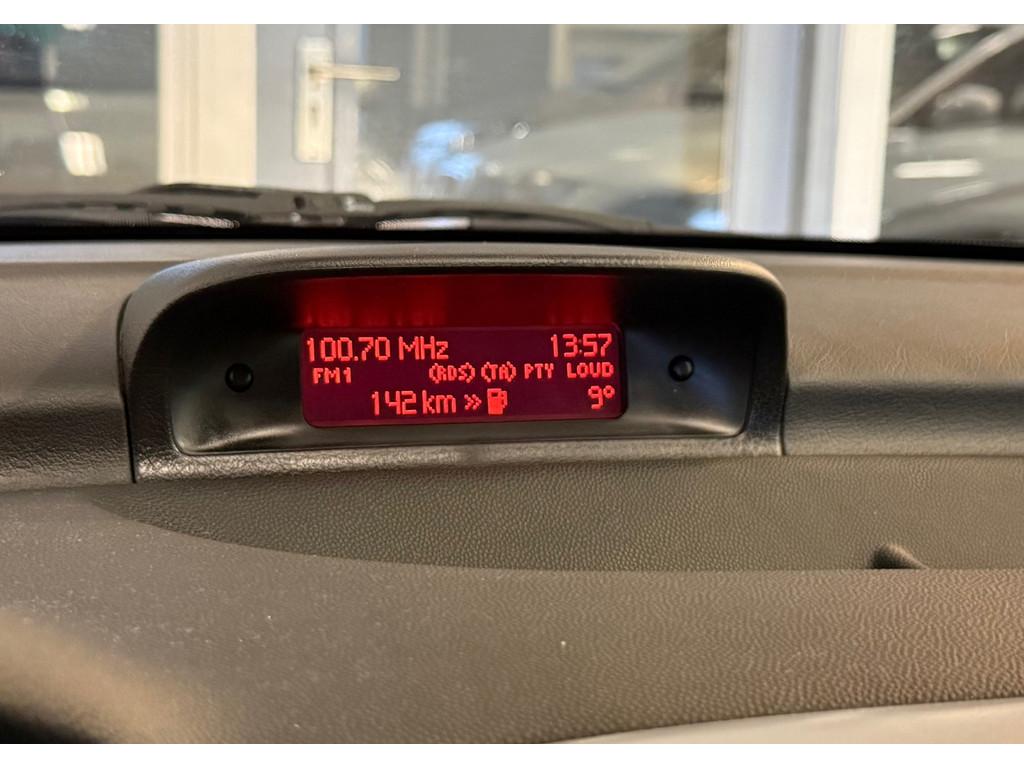 100.70 MHz 13:57
FM1 (RDS) (TA) PTY LOUD
142 km » 9°